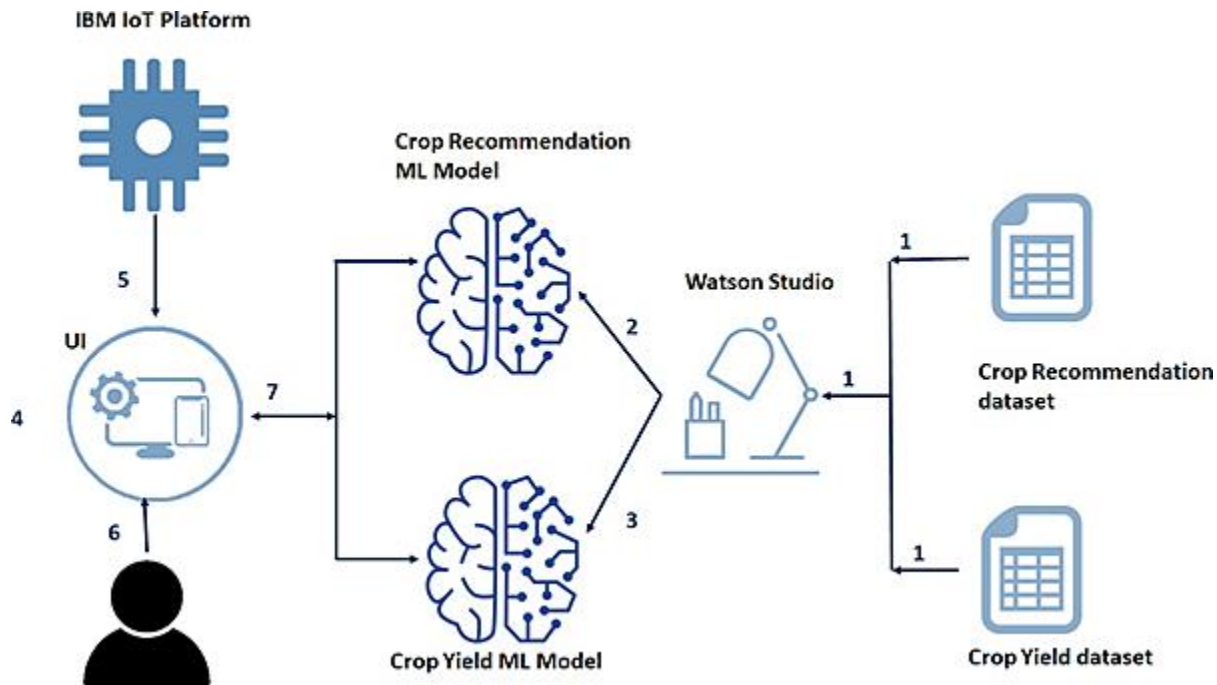 IBM IoT Platform
Crop Recommendation
ML Model
1
5
Watson Studio
2
UI
7
1
Crop Recommendation
dataset
4
6
3
1
Crop Yield ML Model
Crop Yield dataset